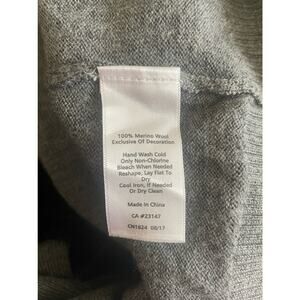 100% Merino Wool
Exclusive Of Decoration
Hand Wash Cold
Only Non-Chlorine
Bleach When Needed
Reshape, Lay Flat To
Dry
Cool Iron, If Needed
Or Dry Clean
Made In China
CA #23147
CN1824 08/17